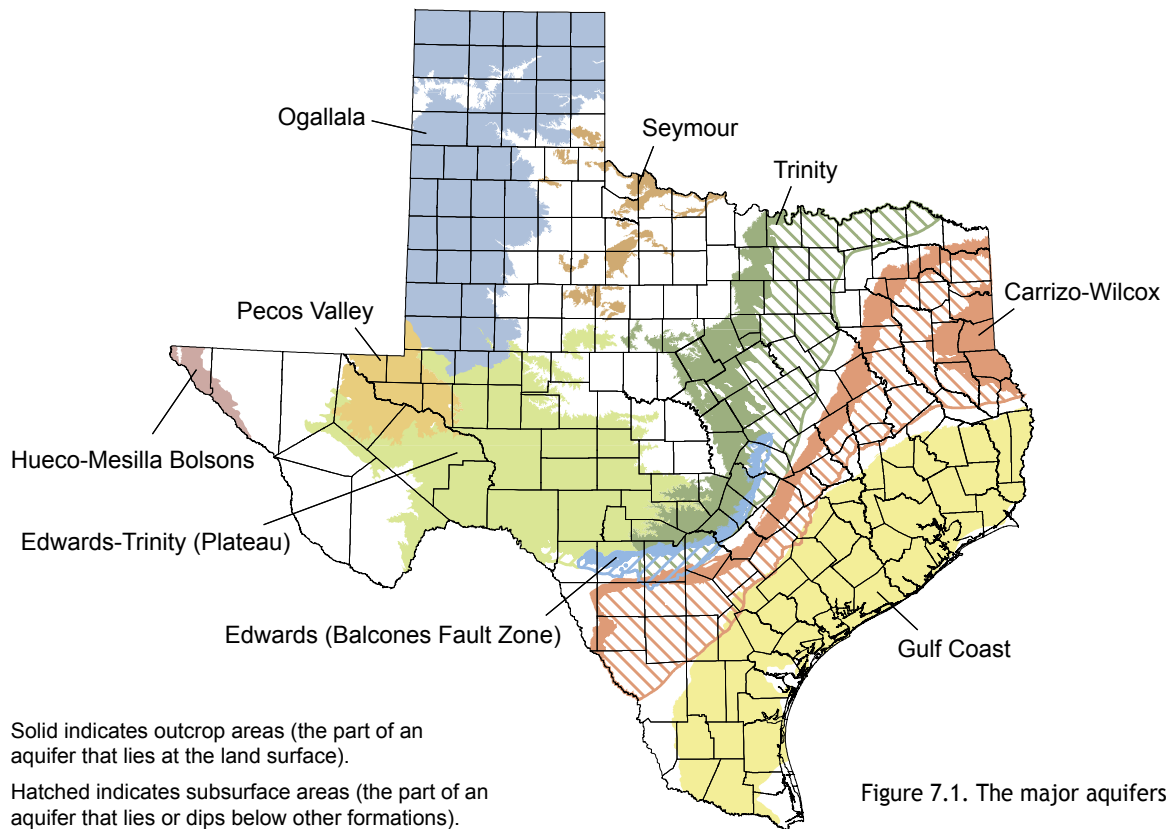 Ogallala
Seymour
Trinity
Carrizo-Wilcox
Pecos Valley
Hueco-Mesilla Bolsons
Edwards-Trinity (Plateau)
Edwards (Balcones Fault Zone)
Gulf Coast
Solid indicates outcrop areas (the part of an
aquifer that lies at the land surface).
Hatched indicates subsurface areas (the part of an
aquifer that lies or dips below other formations).
Figure 7.1. The major aquifers